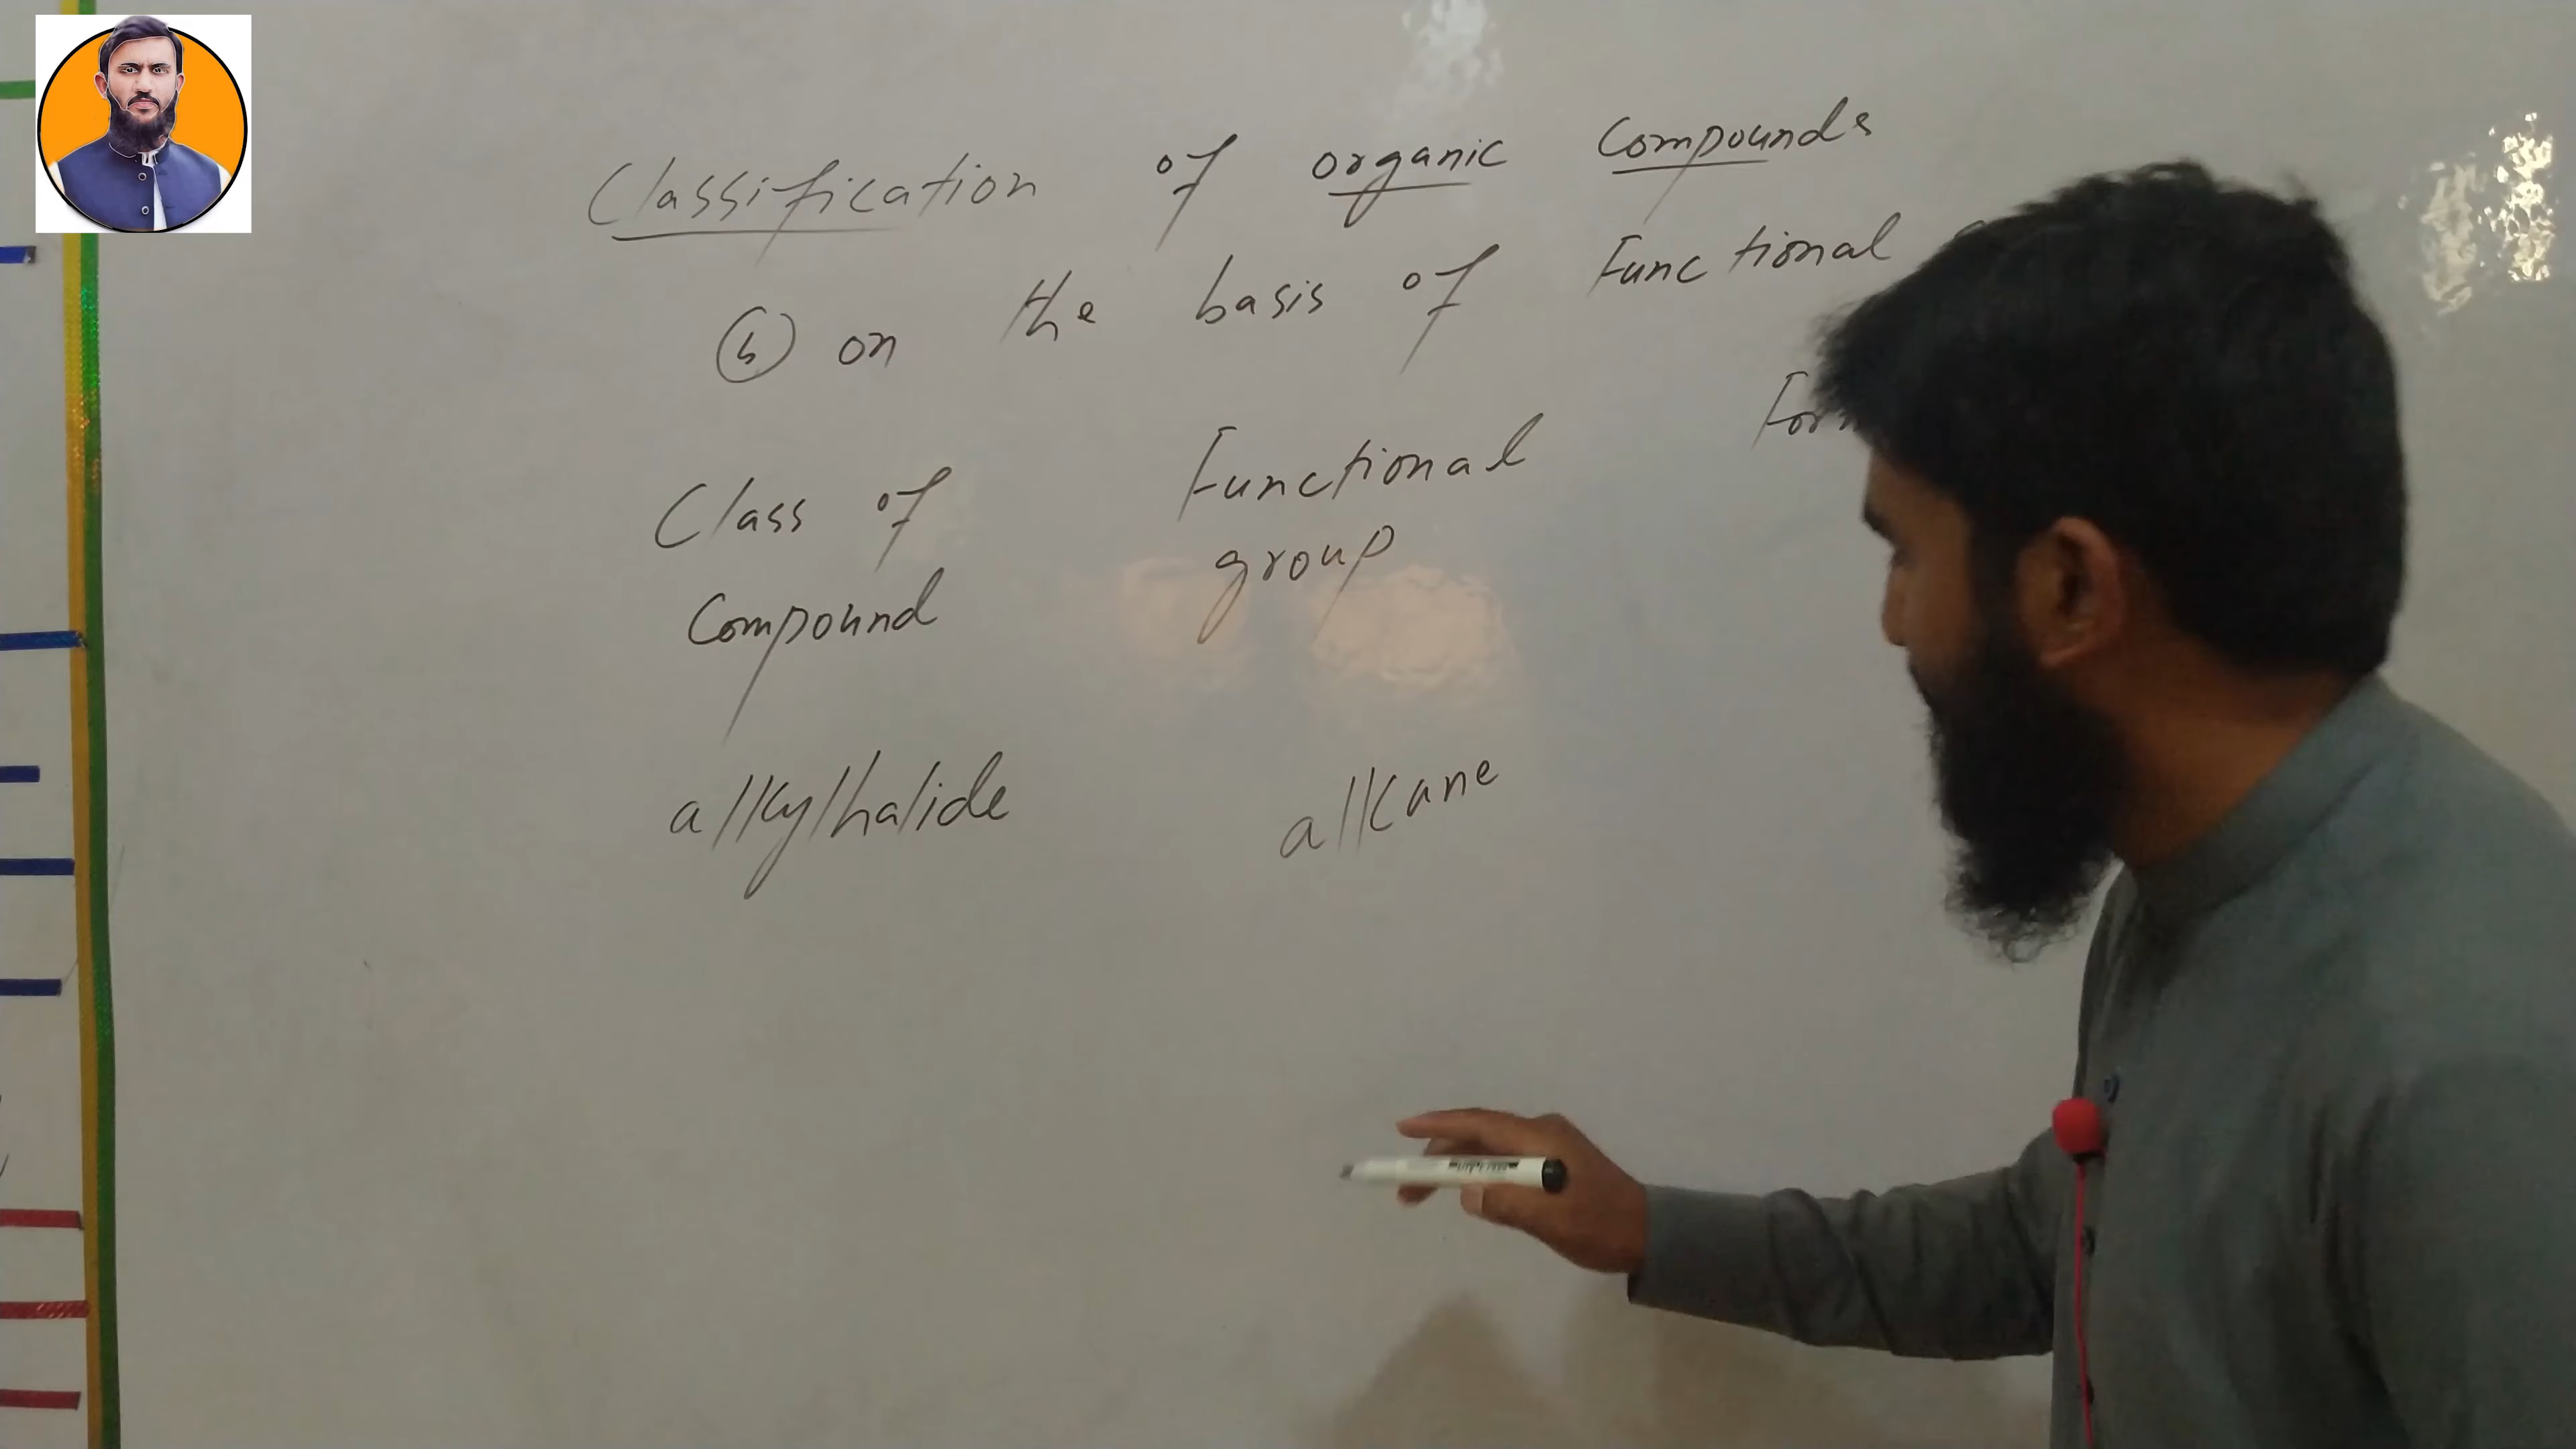 Classification of organic Compounds
(b) on the basis of Functional
Class of Functional
Compound group
alkylhalide alkane